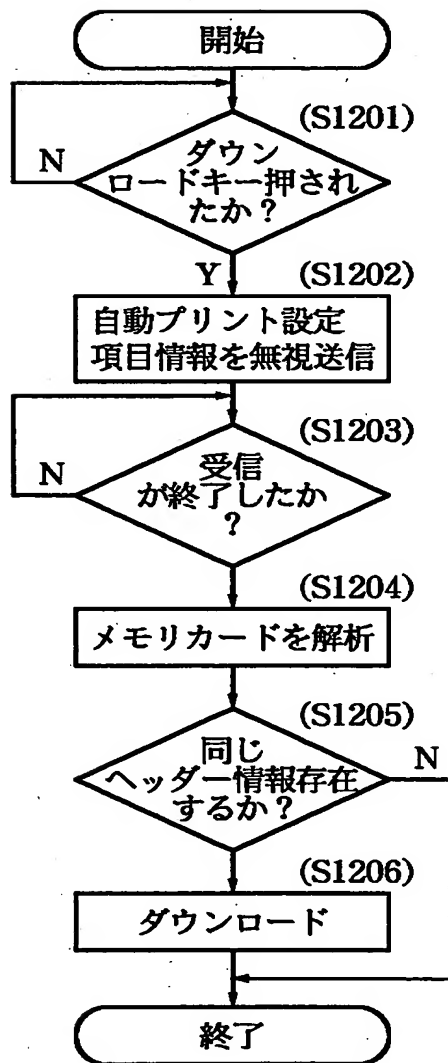 開始
(S1201)
N
ダウン
ロードキー押され
たか？
Y
(S1202)
自動プリント設定
項目情報を無視送信
(S1203)
N
受信
が終了したか
？
(S1204)
メモリカードを解析
(S1205)
同じ
ヘッダー情報存在
するか？
N
(S1206)
ダウンロード
終了